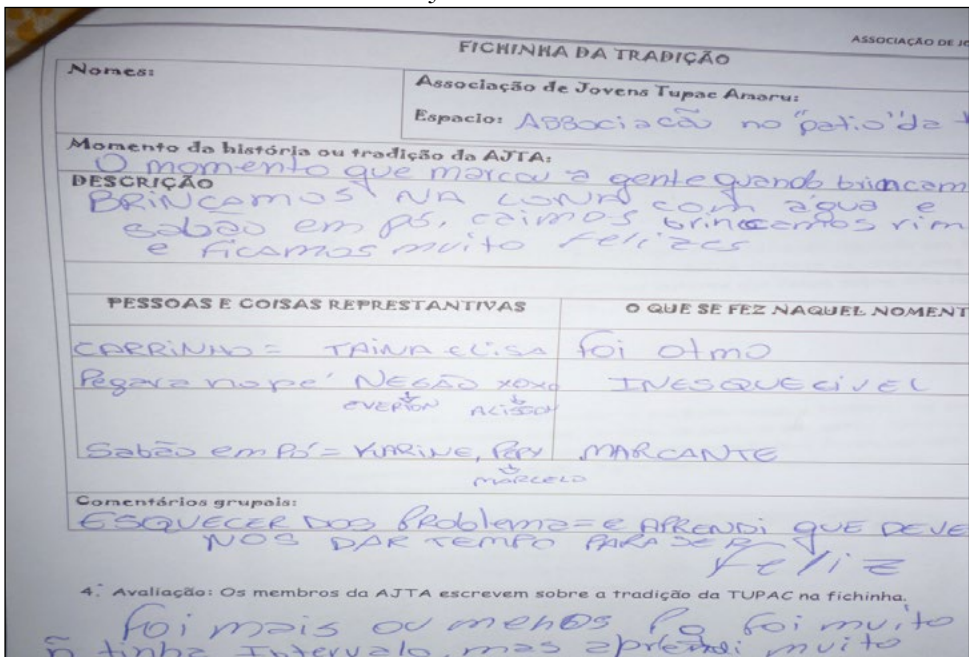 ASSOCIAÇÃO DE JO
FICHINHA DA TRADIÇÃO
Nomes:
Associação de Jovens Tupac Amaru:
Espacio: ASSociacão no "patio" da
Momento da história ou tradição da AJTA:
O momento que marcou a gente quando brincam
DESCRIÇÃO
BRiNCAMOS NA LONA com água e
sabão em pó, caimos brincamos rim
e ficamos muito felizes
PESSOAS E COISAS REPRESTANTIVAS
O QUE SE FEZ NAQUEL NOMENT
CARRiNHO = TAiNA ELiSA
foi otmo
Pegava no pe' NEGÃO xoxo
INESQUECiVEL
EVERTON ALiSSON
Sabão em Pó = YURiNE, PEPY
MARCANTE
MARCELO
Comentários grupais:
ESQUECER DOS PROblemas e APRENDi QUE DEVE
NOS DAR TEMPO PARA SER
Feliz
4. Avaliação: Os membros da AJTA escrevem sobre a tradição da TUPAC na fichinha.
Foi mais ou menos Po foi muito
ñ tinha Intervalo mas aprendi muito